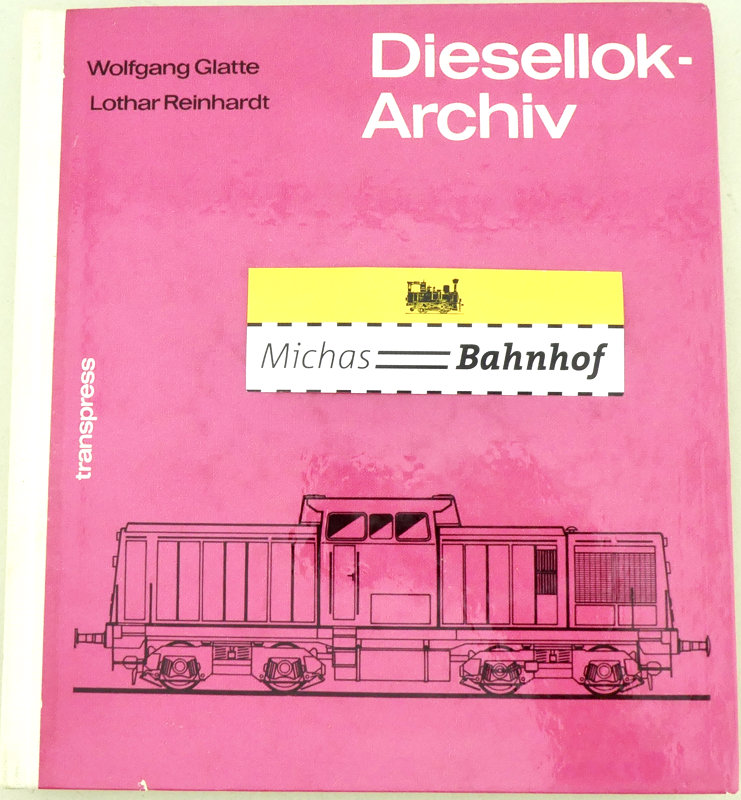 Wolfgang Glatte
Lothar Reinhardt
Diesellok-
Archiv
Michas Bahnhof
transpress